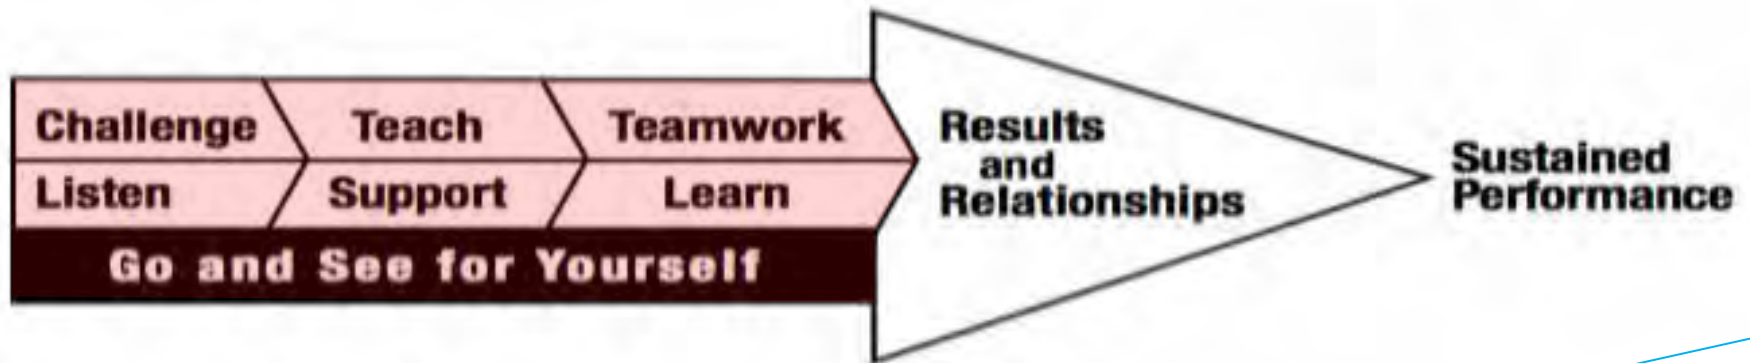 Challenge Teach Teamwork
Listen Support Learn
Go and See for Yourself
Results
and
Relationships
Sustained
Performance